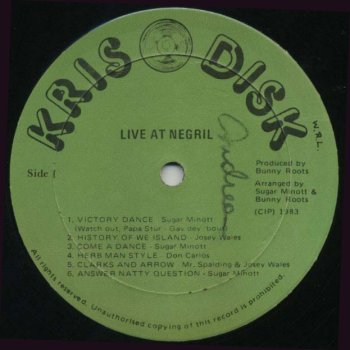 KRIS DISK
LIVE AT NEGRIL
Andrea
W.R.L.
Side 1
Produced by
Bunny Roots
Arranged by
Sugar Minott &
Bunny Roots
(C)(P) 1983
1. VICTORY DANCE - Sugar Minott
(Watch out, Papa Stur - Gay dey 'bout)
2. HISTORY OF WE ISLAND - Josey Wales
3. COME A DANCE - Sugar Minott
4. HERB MAN STYLE - Don Carlos
5. CLARKS AND ARROW - Mr. Spalding & Josey Wales
6. ANSWER NATTY QUESTION - Sugar Minott
All rights reserved. Unauthorised copying of this record is prohibited.